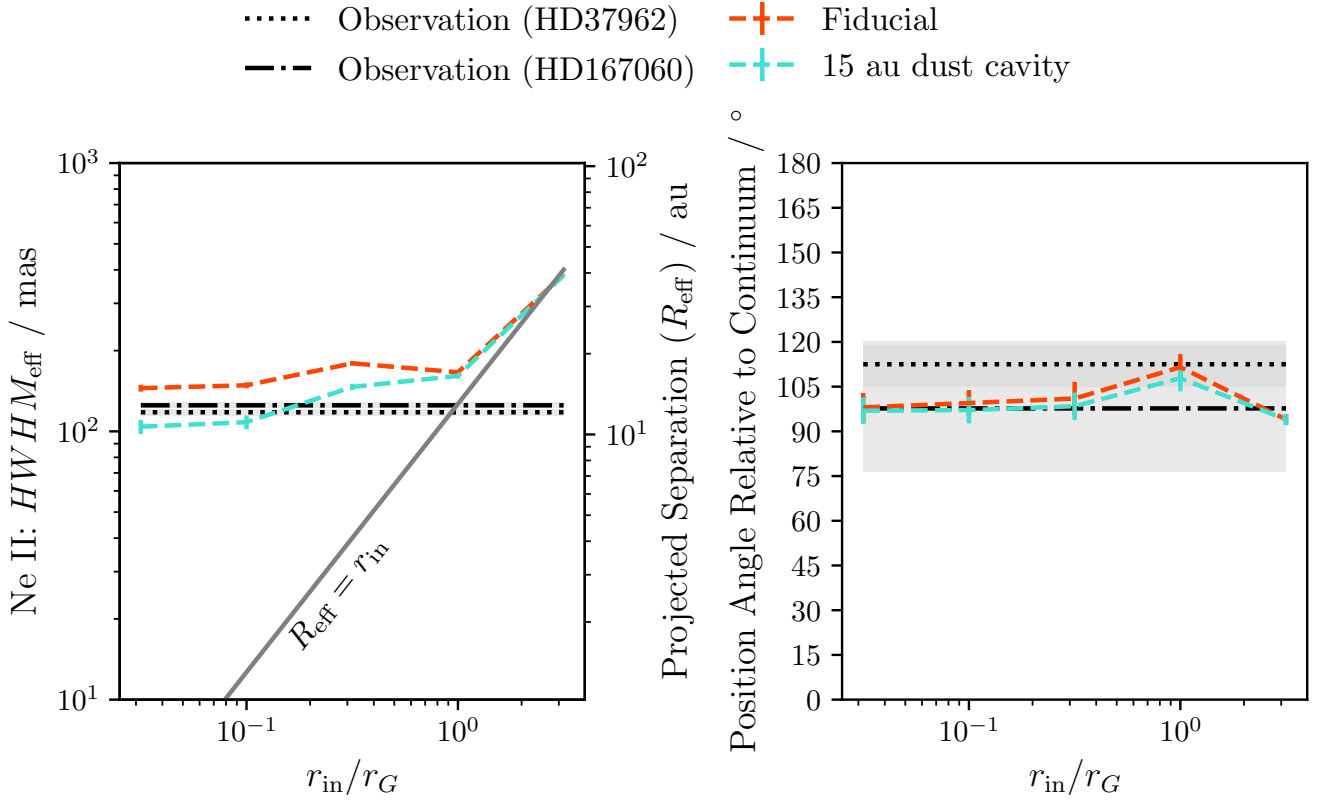 Observation (HD37962)
Observation (HD167060)
Fiducial
15 au dust cavity
Ne II: HWHM_eff / mas
10^3
10^2
10^1
10^-1
10^0
r_in/r_G
R_eff = r_in
10^2
10^1
Projected Separation (R_eff) / au
Position Angle Relative to Continuum / °
180
165
150
135
120
105
90
75
60
45
30
15
0
10^-1
10^0
r_in/r_G